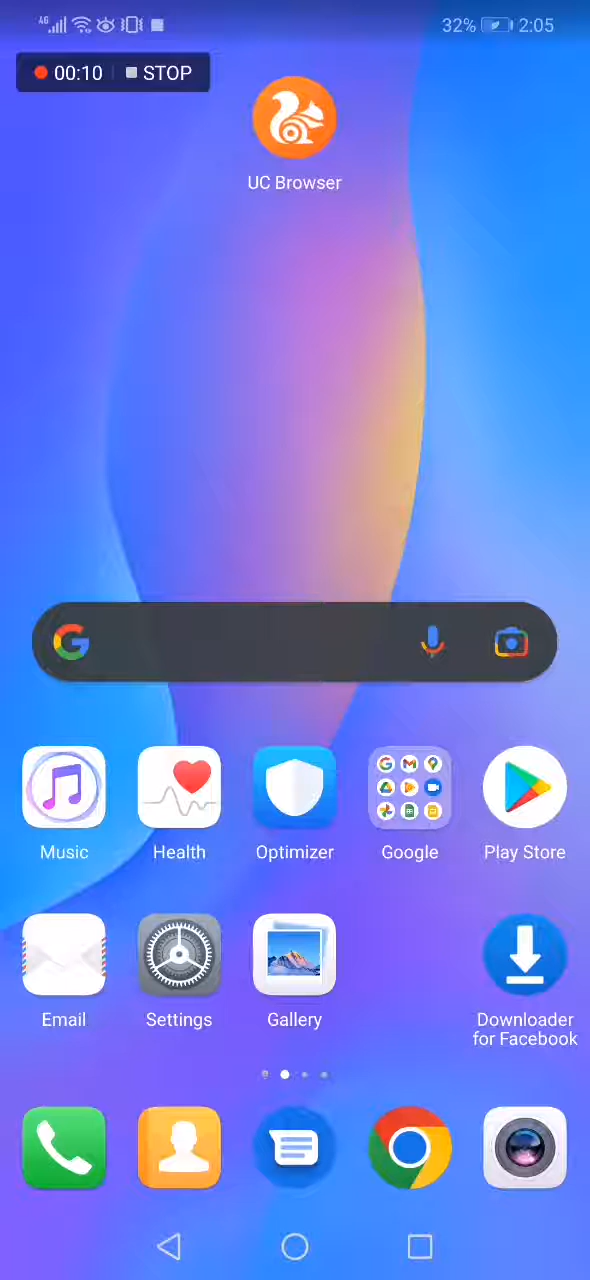 4G 32% 2:05
00:10 STOP
UC Browser
Music Health Optimizer Google Play Store
Email Settings Gallery Downloader for Facebook